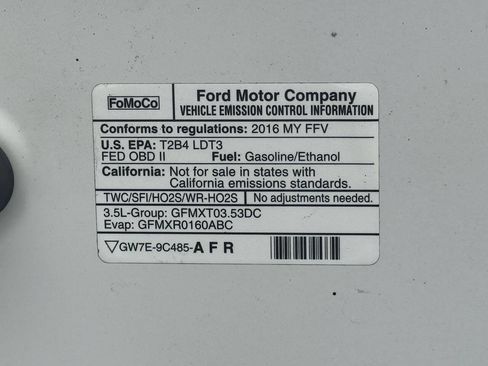 FoMoCo
Ford Motor Company
VEHICLE EMISSION CONTROL INFORMATION
Conforms to regulations: 2016 MY FFV
U.S. EPA: T2B4 LDT3
FED OBD II Fuel: Gasoline/Ethanol
California: Not for sale in states with
California emissions standards.
TWC/SFI/HO2S/WR-HO2S No adjustments needed.
3.5L-Group: GFMXT03.53DC
Evap: GFMXR0160ABC
▽GW7E-9C485-A F R